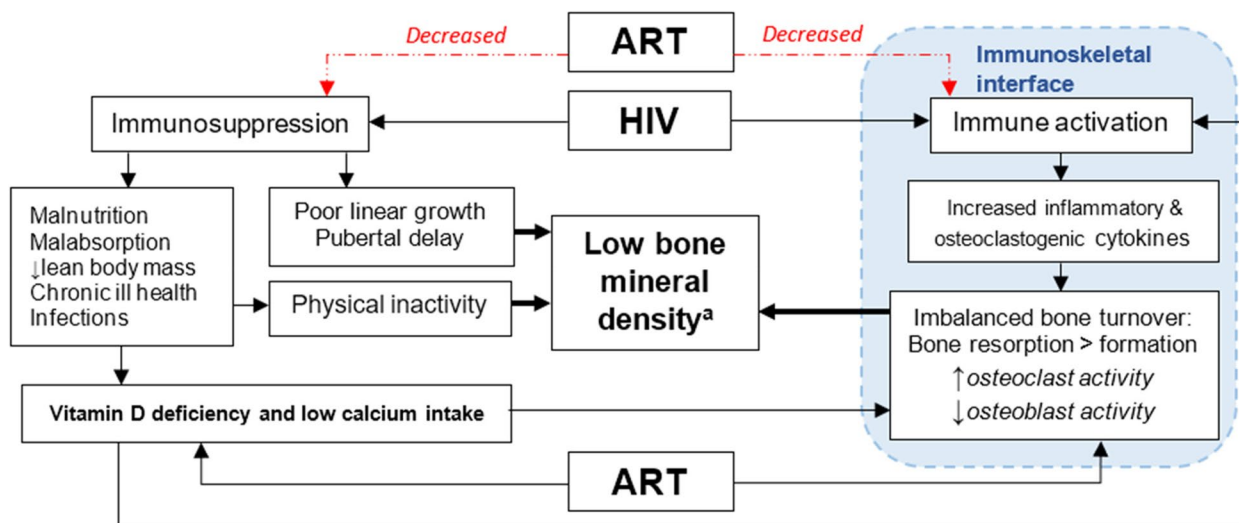 Decreased
ART
Decreased
Immunoskeletal
interface
Immunosuppression
HIV
Immune activation
Malnutrition
Malabsorption
↓lean body mass
Chronic ill health
Infections
Poor linear growth
Pubertal delay
Physical inactivity
Low bone
mineral
densityᵃ
Increased inflammatory &
osteoclastogenic cytokines
Imbalanced bone turnover:
Bone resorption > formation
↑osteoclast activity
↓osteoblast activity
Vitamin D deficiency and low calcium intake
ART